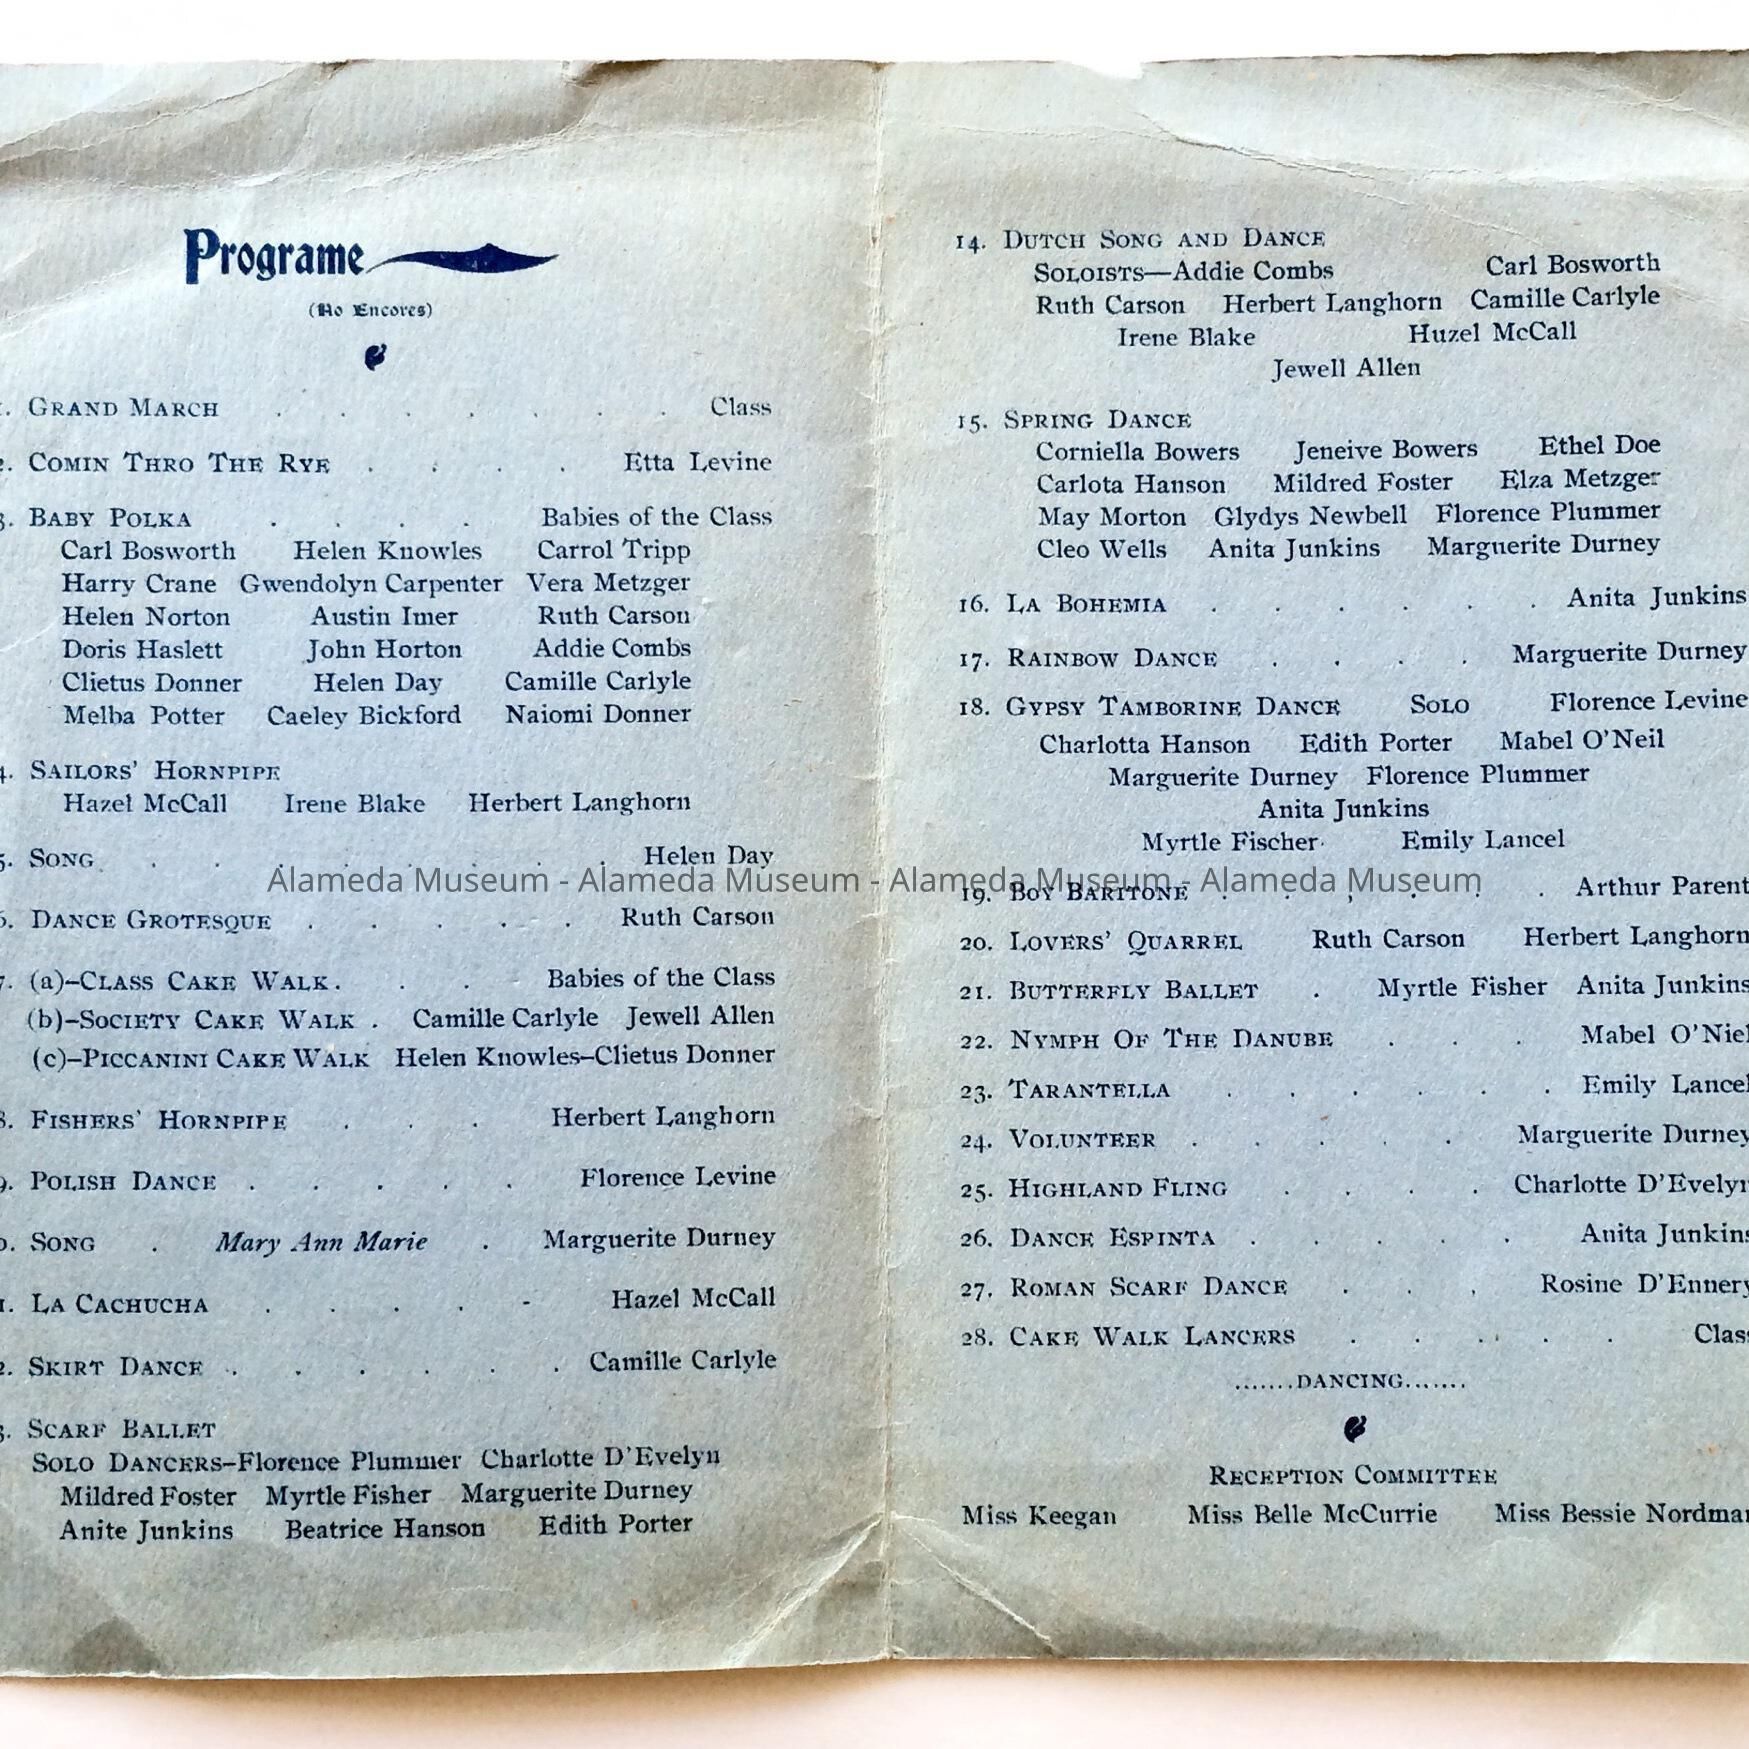 Programe
(No Encores)
. GRAND MARCH . . . . . . . Class
. COMIN THRO THE RYE . . . . Etta Levine
3. BABY POLKA . . . . Babies of the Class
Carl Bosworth Helen Knowles Carrol Tripp
Harry Crane Gwendolyn Carpenter Vera Metzger
Helen Norton Austin Imer Ruth Carson
Doris Haslett John Horton Addie Combs
Clietus Donner Helen Day Camille Carlyle
Melba Potter Caeley Bickford Naiomi Donner
4. SAILORS' HORNPIPE
Hazel McCall Irene Blake Herbert Langhorn
5. SONG . . . . . . . . Helen Day
6. DANCE GROTESQUE . . . . . Ruth Carson
7. (a)–CLASS CAKE WALK . . . Babies of the Class
(b)–SOCIETY CAKE WALK . Camille Carlyle Jewell Allen
(c)–PICCANINI CAKE WALK Helen Knowles–Clietus Donner
8. FISHERS' HORNPIPE . . . Herbert Langhorn
9. POLISH DANCE . . . . . Florence Levine
0. SONG . Mary Ann Marie . Marguerite Durney
1. LA CACHUCHA . . . . - Hazel McCall
2. SKIRT DANCE . . . . . . Camille Carlyle
3. SCARF BALLET
SOLO DANCERS–Florence Plummer Charlotte D'Evelyn
Mildred Foster Myrtle Fisher Marguerite Durney
Anite Junkins Beatrice Hanson Edith Porter
14. DUTCH SONG AND DANCE
SOLOISTS—Addie Combs Carl Bosworth
Ruth Carson Herbert Langhorn Camille Carlyle
Irene Blake Huzel McCall
Jewell Allen
15. SPRING DANCE
Corniella Bowers Jeneive Bowers Ethel Doe
Carlota Hanson Mildred Foster Elza Metzger
May Morton Glydys Newbell Florence Plummer
Cleo Wells Anita Junkins Marguerite Durney
16. LA BOHEMIA . . . . . . Anita Junkins
17. RAINBOW DANCE . . . . Marguerite Durney
18. GYPSY TAMBORINE DANCE SOLO Florence Levine
Charlotta Hanson Edith Porter Mabel O'Neil
Marguerite Durney Florence Plummer
Anita Junkins
Myrtle Fischer Emily Lancel
Alameda Museum - Alameda Museum - Alameda Museum - Alameda Museum
19. BOY BARITONE . . , . . . Arthur Parent
20. LOVERS' QUARREL Ruth Carson Herbert Langhorn
21. BUTTERFLY BALLET . Myrtle Fisher Anita Junkins
22. NYMPH OF THE DANUBE . . . Mabel O'Niel
23. TARANTELLA . . . . . . Emily Lancel
24. VOLUNTEER . . . . . Marguerite Durney
25. HIGHLAND FLING . . . . Charlotte D'Evelyn
26. DANCE ESPINTA . . . . . Anita Junkins
27. ROMAN SCARF DANCE . . , Rosine D'Ennery
28. CAKE WALK LANCERS . . . . . Class
.......DANCING.......
RECEPTION COMMITTEE
Miss Keegan Miss Belle McCurrie Miss Bessie Nordman